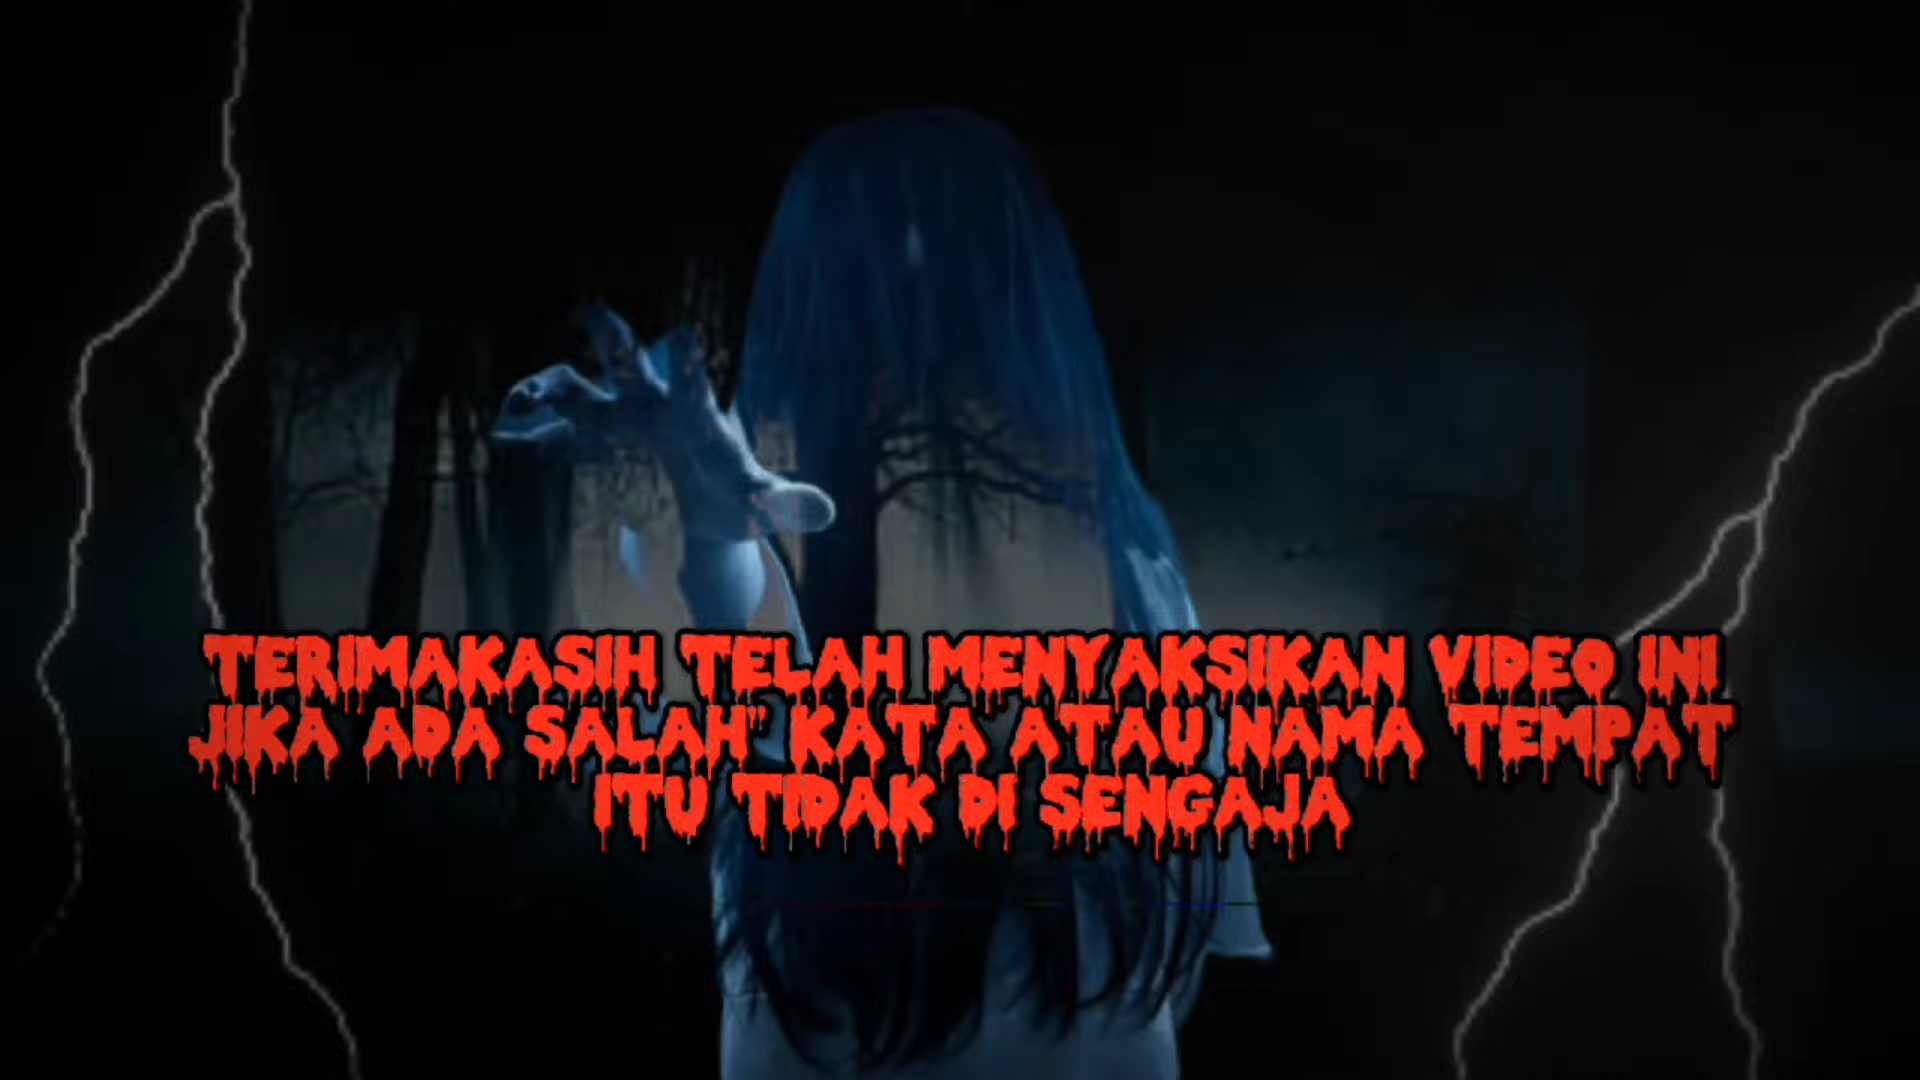 TERIMAKASIH TELAH MENYAKSIKAN VIDEO INI
JIKA ADA SALAH" KATA ATAU NAMA TEMPAT
ITU TIDAK DI SENGAJA